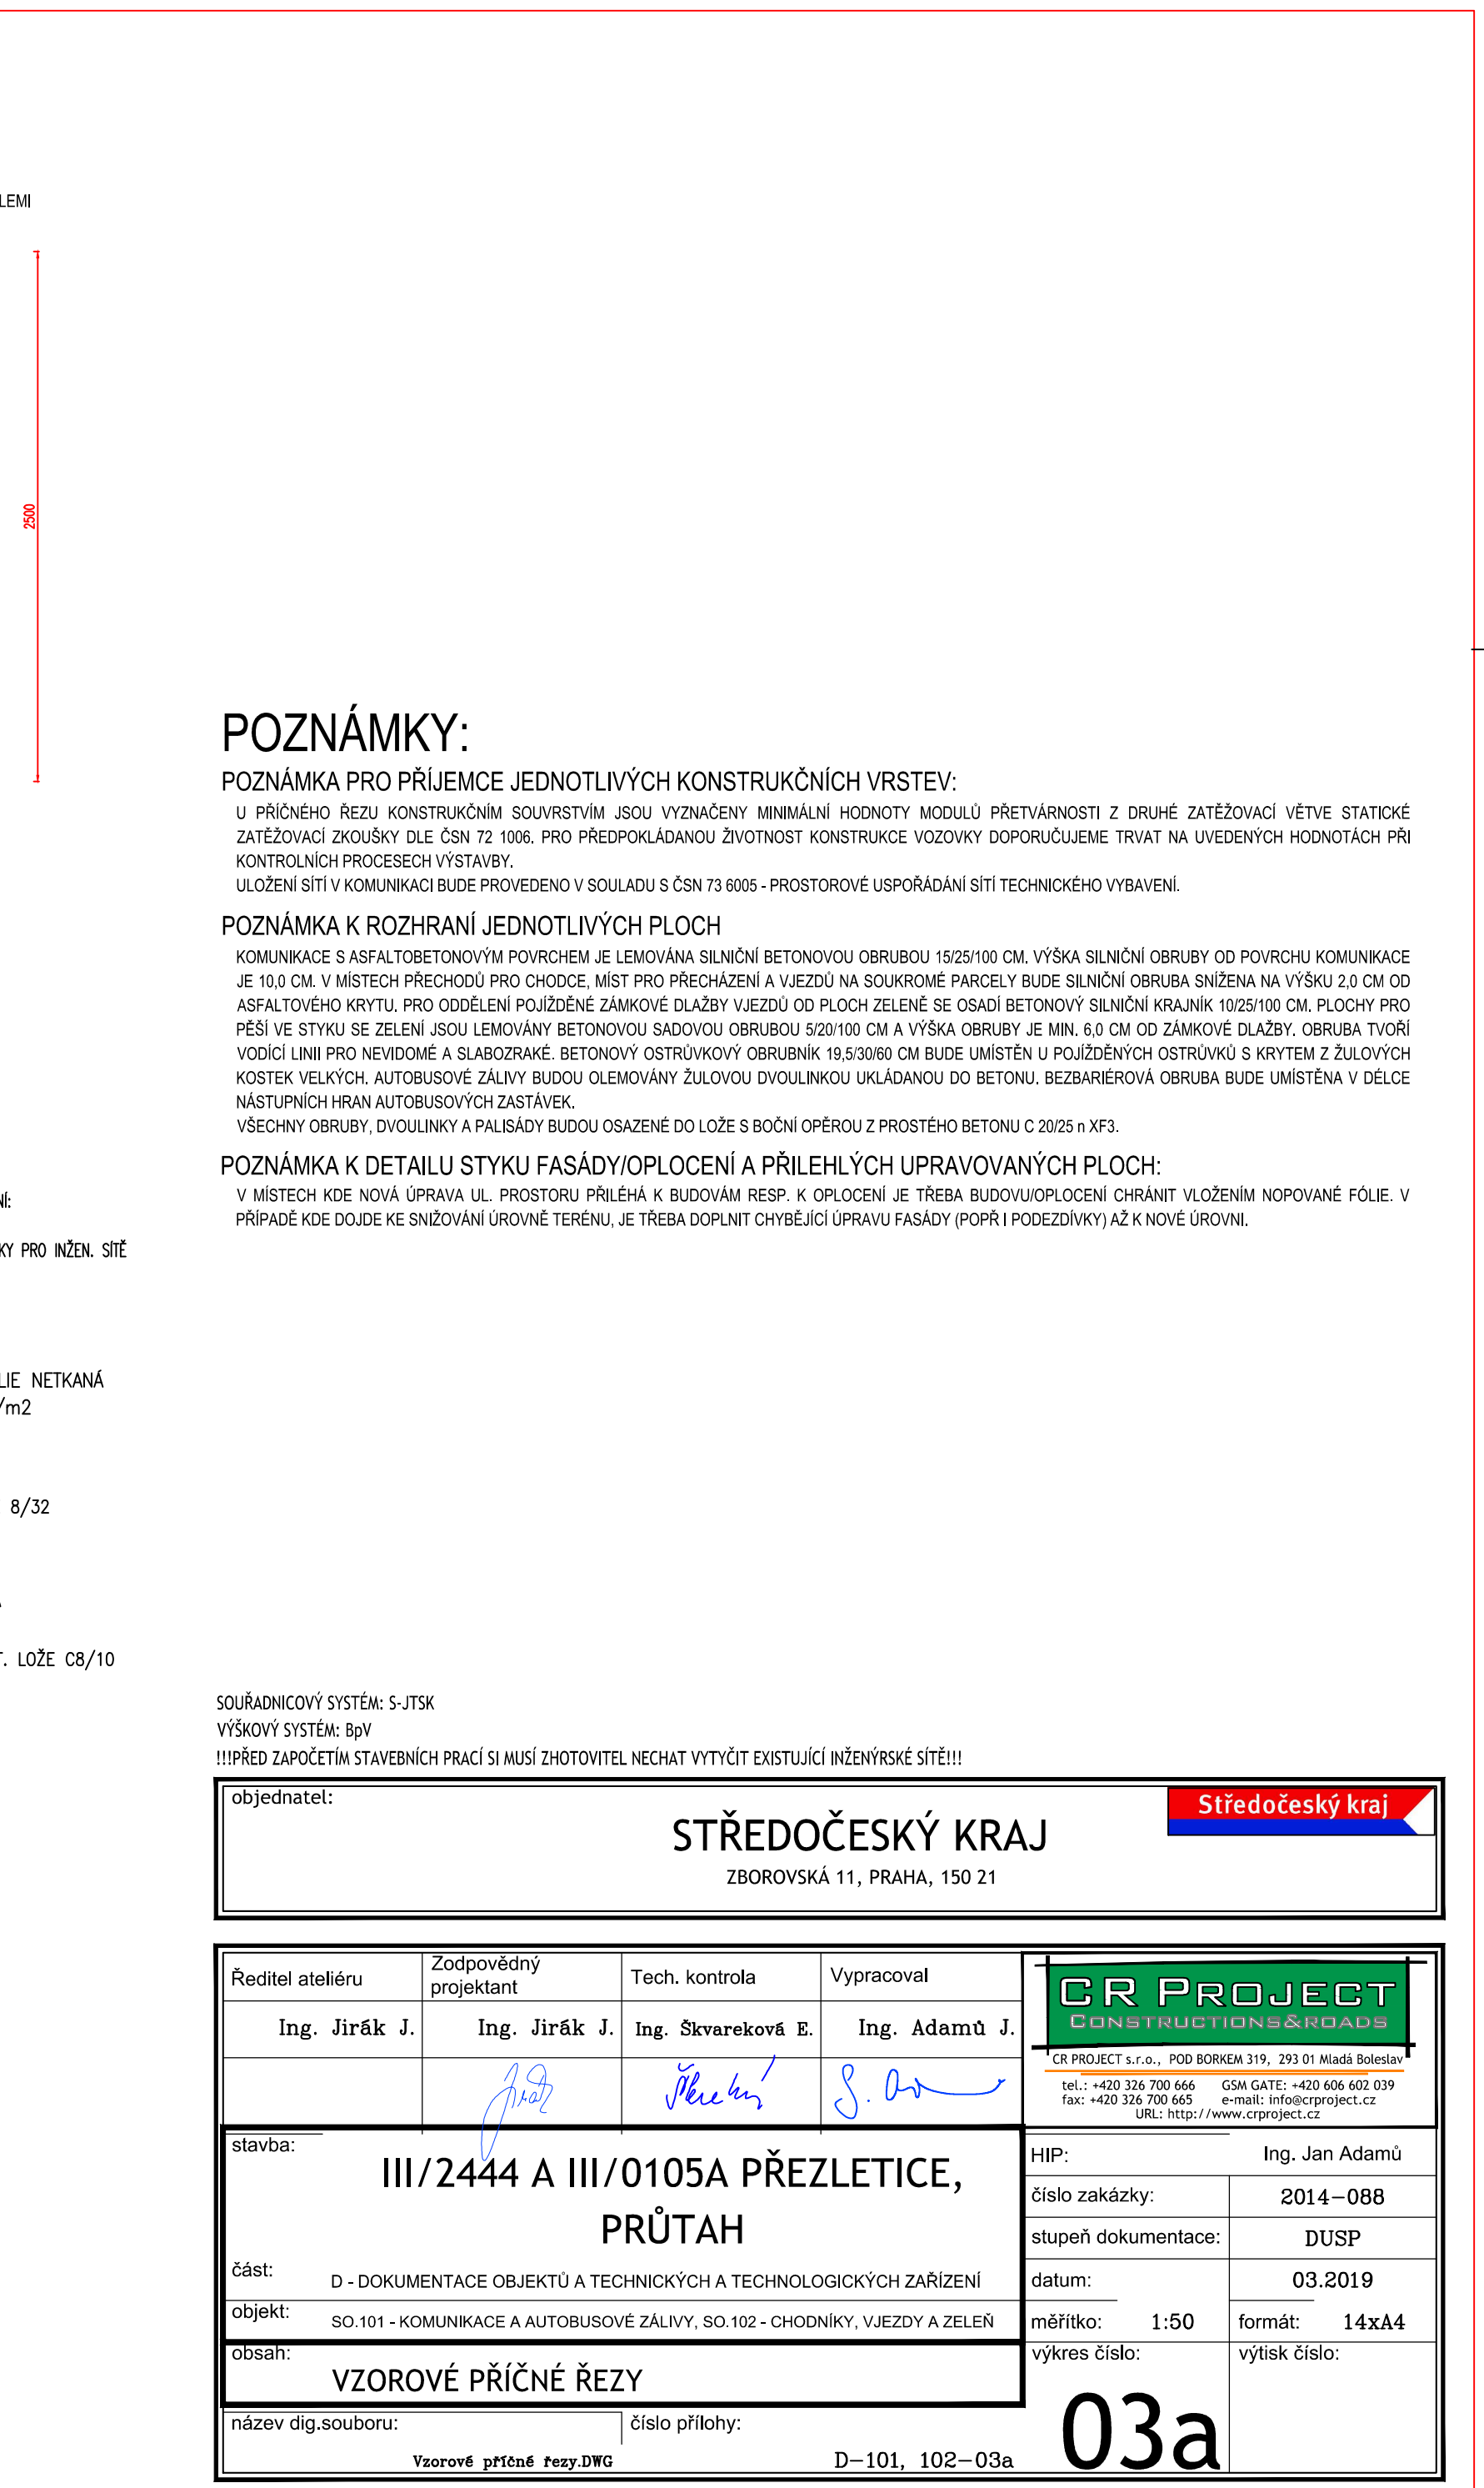 LEMI
2500
POZNÁMKY:
POZNÁMKA PRO PŘÍJEMCE JEDNOTLIVÝCH KONSTRUKČNÍCH VRSTEV:
U PŘÍČNÉHO ŘEZU KONSTRUKČNÍM SOUVRSTVÍM JSOU VYZNAČENY MINIMÁLNÍ HODNOTY MODULŮ PŘETVÁRNOSTI Z DRUHÉ ZATĚŽOVACÍ VĚTVE STATICKÉ
ZATĚŽOVACÍ ZKOUŠKY DLE ČSN 72 1006. PRO PŘEDPOKLÁDANOU ŽIVOTNOST KONSTRUKCE VOZOVKY DOPORUČUJEME TRVAT NA UVEDENÝCH HODNOTÁCH PŘI
KONTROLNÍCH PROCESECH VÝSTAVBY.
ULOŽENÍ SÍTÍ V KOMUNIKACI BUDE PROVEDENO V SOULADU S ČSN 73 6005 - PROSTOROVÉ USPOŘÁDÁNÍ SÍTÍ TECHNICKÉHO VYBAVENÍ.
POZNÁMKA K ROZHRANÍ JEDNOTLIVÝCH PLOCH
KOMUNIKACE S ASFALTOBETONOVÝM POVRCHEM JE LEMOVÁNA SILNIČNÍ BETONOVOU OBRUBOU 15/25/100 CM. VÝŠKA SILNIČNÍ OBRUBY OD POVRCHU KOMUNIKACE
JE 10,0 CM. V MÍSTECH PŘECHODŮ PRO CHODCE, MÍST PRO PŘECHÁZENÍ A VJEZDŮ NA SOUKROMÉ PARCELY BUDE SILNIČNÍ OBRUBA SNÍŽENA NA VÝŠKU 2,0 CM OD
ASFALTOVÉHO KRYTU. PRO ODDĚLENÍ POJÍŽDĚNÉ ZÁMKOVÉ DLAŽBY VJEZDŮ OD PLOCH ZELENĚ SE OSADÍ BETONOVÝ SILNIČNÍ KRAJNÍK 10/25/100 CM. PLOCHY PRO
PĚŠÍ VE STYKU SE ZELENÍ JSOU LEMOVÁNY BETONOVOU SADOVOU OBRUBOU 5/20/100 CM A VÝŠKA OBRUBY JE MIN. 6,0 CM OD ZÁMKOVÉ DLAŽBY. OBRUBA TVOŘÍ
VODÍCÍ LINII PRO NEVIDOMÉ A SLABOZRAKÉ. BETONOVÝ OSTRŮVKOVÝ OBRUBNÍK 19,5/30/60 CM BUDE UMÍSTĚN U POJÍŽDĚNÝCH OSTRŮVKŮ S KRYTEM Z ŽULOVÝCH
KOSTEK VELKÝCH. AUTOBUSOVÉ ZÁLIVY BUDOU OLEMOVÁNY ŽULOVOU DVOULINKOU UKLÁDANOU DO BETONU. BEZBARIÉROVÁ OBRUBA BUDE UMÍSTĚNA V DÉLCE
NÁSTUPNÍCH HRAN AUTOBUSOVÝCH ZASTÁVEK.
VŠECHNY OBRUBY, DVOULINKY A PALISÁDY BUDOU OSAZENÉ DO LOŽE S BOČNÍ OPĚROU Z PROSTÉHO BETONU C 20/25 n XF3.
POZNÁMKA K DETAILU STYKU FASÁDY/OPLOCENÍ A PŘILEHLÝCH UPRAVOVANÝCH PLOCH:
V MÍSTECH KDE NOVÁ ÚPRAVA UL. PROSTORU PŘILÉHÁ K BUDOVÁM RESP. K OPLOCENÍ JE TŘEBA BUDOVU/OPLOCENÍ CHRÁNIT VLOŽENÍM NOPOVANÉ FÓLIE. V
PŘÍPADĚ KDE DOJDE KE SNIŽOVÁNÍ ÚROVNĚ TERÉNU, JE TŘEBA DOPLNIT CHYBĚJÍCÍ ÚPRAVU FASÁDY (POPŘ I PODEZDÍVKY) AŽ K NOVÉ ÚROVNI.
NÍ:
KY PRO INŽEN. SÍTĚ
LIE NETKANÁ
/m2
8/32
T. LOŽE C8/10
SOUŘADNICOVÝ SYSTÉM: S-JTSK
VÝŠKOVÝ SYSTÉM: BpV
!!!PŘED ZAPOČETÍM STAVEBNÍCH PRACÍ SI MUSÍ ZHOTOVITEL NECHAT VYTYČIT EXISTUJÍCÍ INŽENÝRSKÉ SÍTĚ!!!
objednatel:
STŘEDOČESKÝ KRAJ
ZBOROVSKÁ 11, PRAHA, 150 21
Středočeský kraj
Ředitel ateliéru
Zodpovědný
projektant
Tech. kontrola
Vypracoval
Ing. Jirák J.
Ing. Jirák J.
Ing. Škvareková E.
Ing. Adamů J.
CR PROJECT
CONSTRUCTIONS&ROADS
CR PROJECT s.r.o., POD BORKEM 319, 293 01 Mladá Boleslav
tel.: +420 326 700 666 GSM GATE: +420 606 602 039
fax: +420 326 700 665 e-mail: info@crproject.cz
URL: http://www.crproject.cz
stavba:
III/2444 A III/0105A PŘEZLETICE,
PRŮTAH
část:
D - DOKUMENTACE OBJEKTŮ A TECHNICKÝCH A TECHNOLOGICKÝCH ZAŘÍZENÍ
objekt:
SO.101 - KOMUNIKACE A AUTOBUSOVÉ ZÁLIVY, SO.102 - CHODNÍKY, VJEZDY A ZELEŇ
obsah:
VZOROVÉ PŘÍČNÉ ŘEZY
název dig.souboru:
Vzorové příčné řezy.DWG
číslo přílohy:
D-101, 102-03a
HIP: Ing. Jan Adamů
číslo zakázky: 2014-088
stupeň dokumentace: DUSP
datum: 03.2019
měřítko: 1:50 formát: 14xA4
výkres číslo: výtisk číslo:
03a